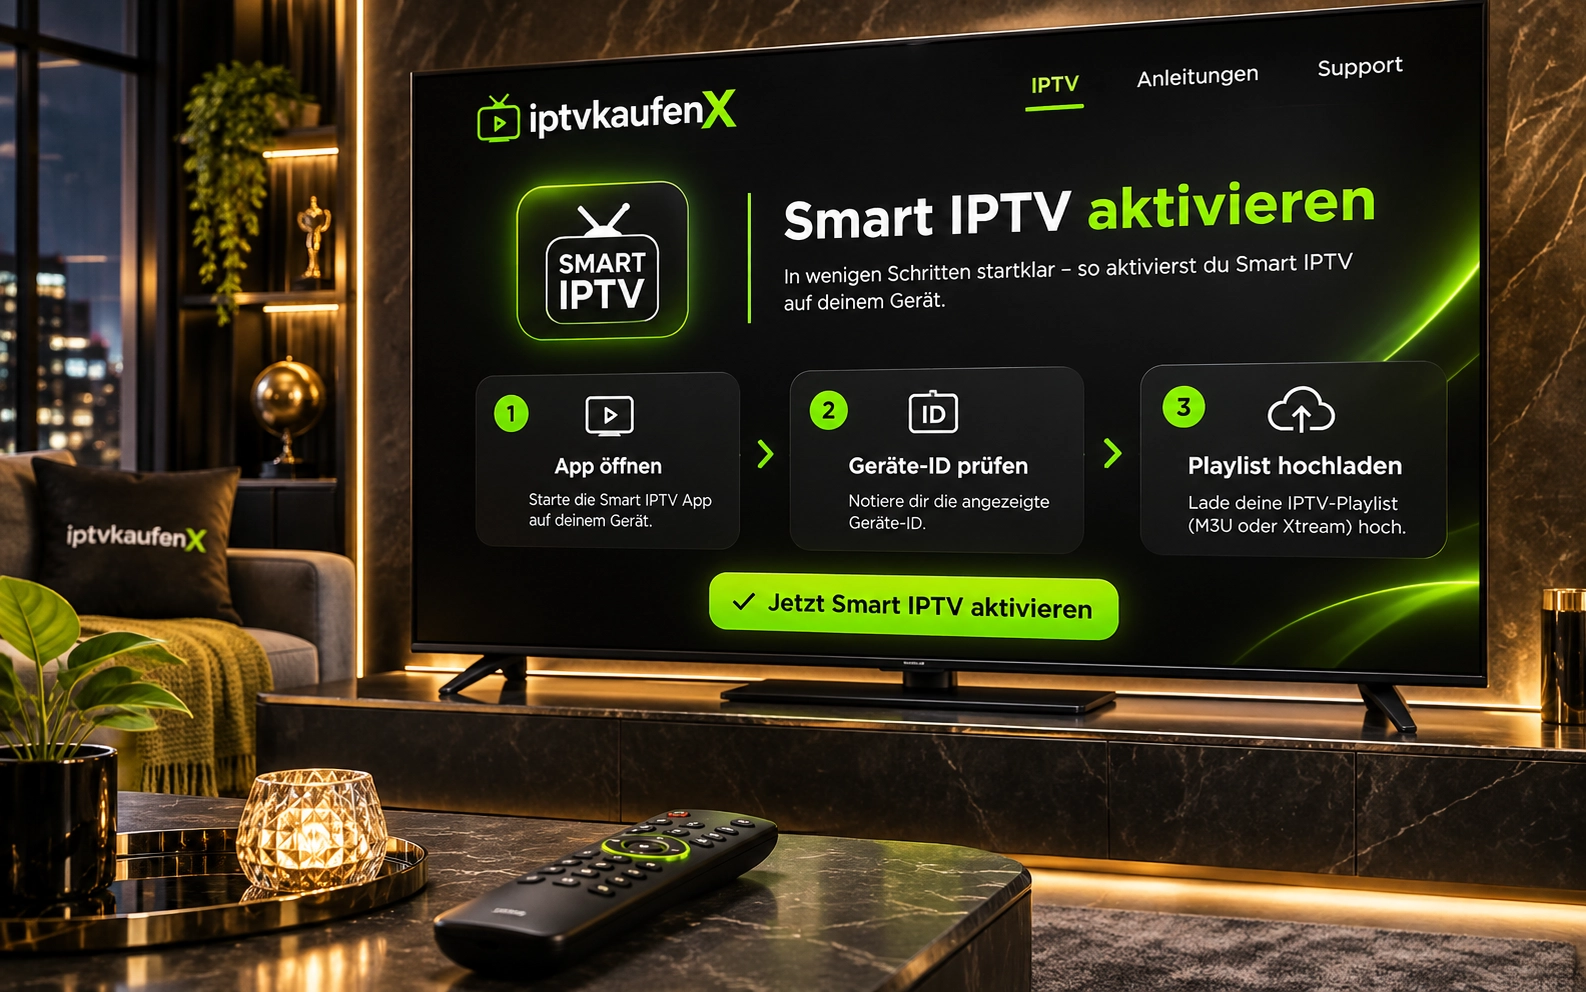 iptvkaufenX
IPTV
Anleitungen
Support
SMART
IPTV
Smart IPTV aktivieren
In wenigen Schritten startklar – so aktivierst du Smart IPTV
auf deinem Gerät.
1
App öffnen
Starte die Smart IPTV App
auf deinem Gerät.
2
ID
Geräte-ID prüfen
Notiere dir die angezeigte
Geräte-ID.
3
Playlist hochladen
Lade deine IPTV-Playlist
(M3U oder Xtream) hoch.
Jetzt Smart IPTV aktivieren
iptvkaufenX